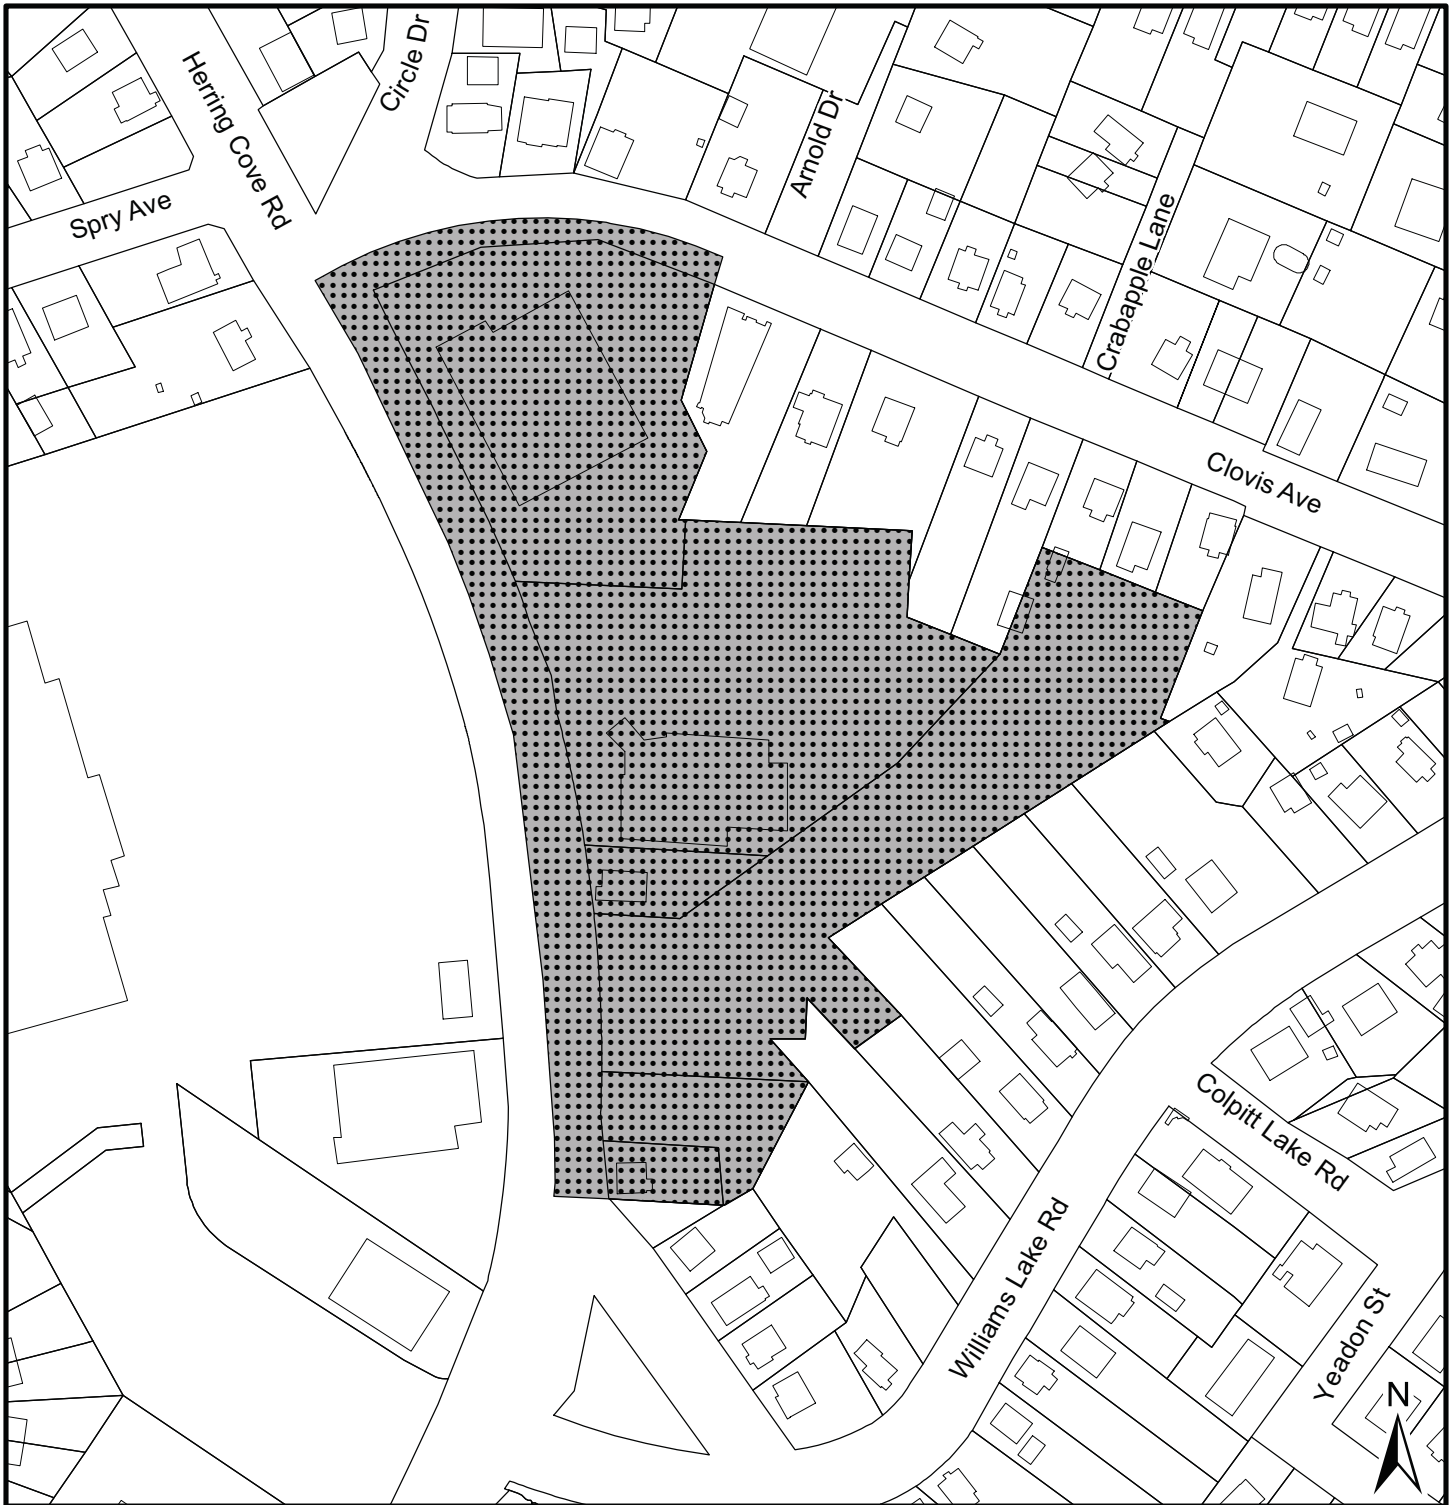 Circle Dr
Herring Cove Rd
Arnold Dr
Spry Ave
Crabapple Lane
Clovis Ave
Colpitt Lake Rd
Williams Lake Rd
Yeadon St
N